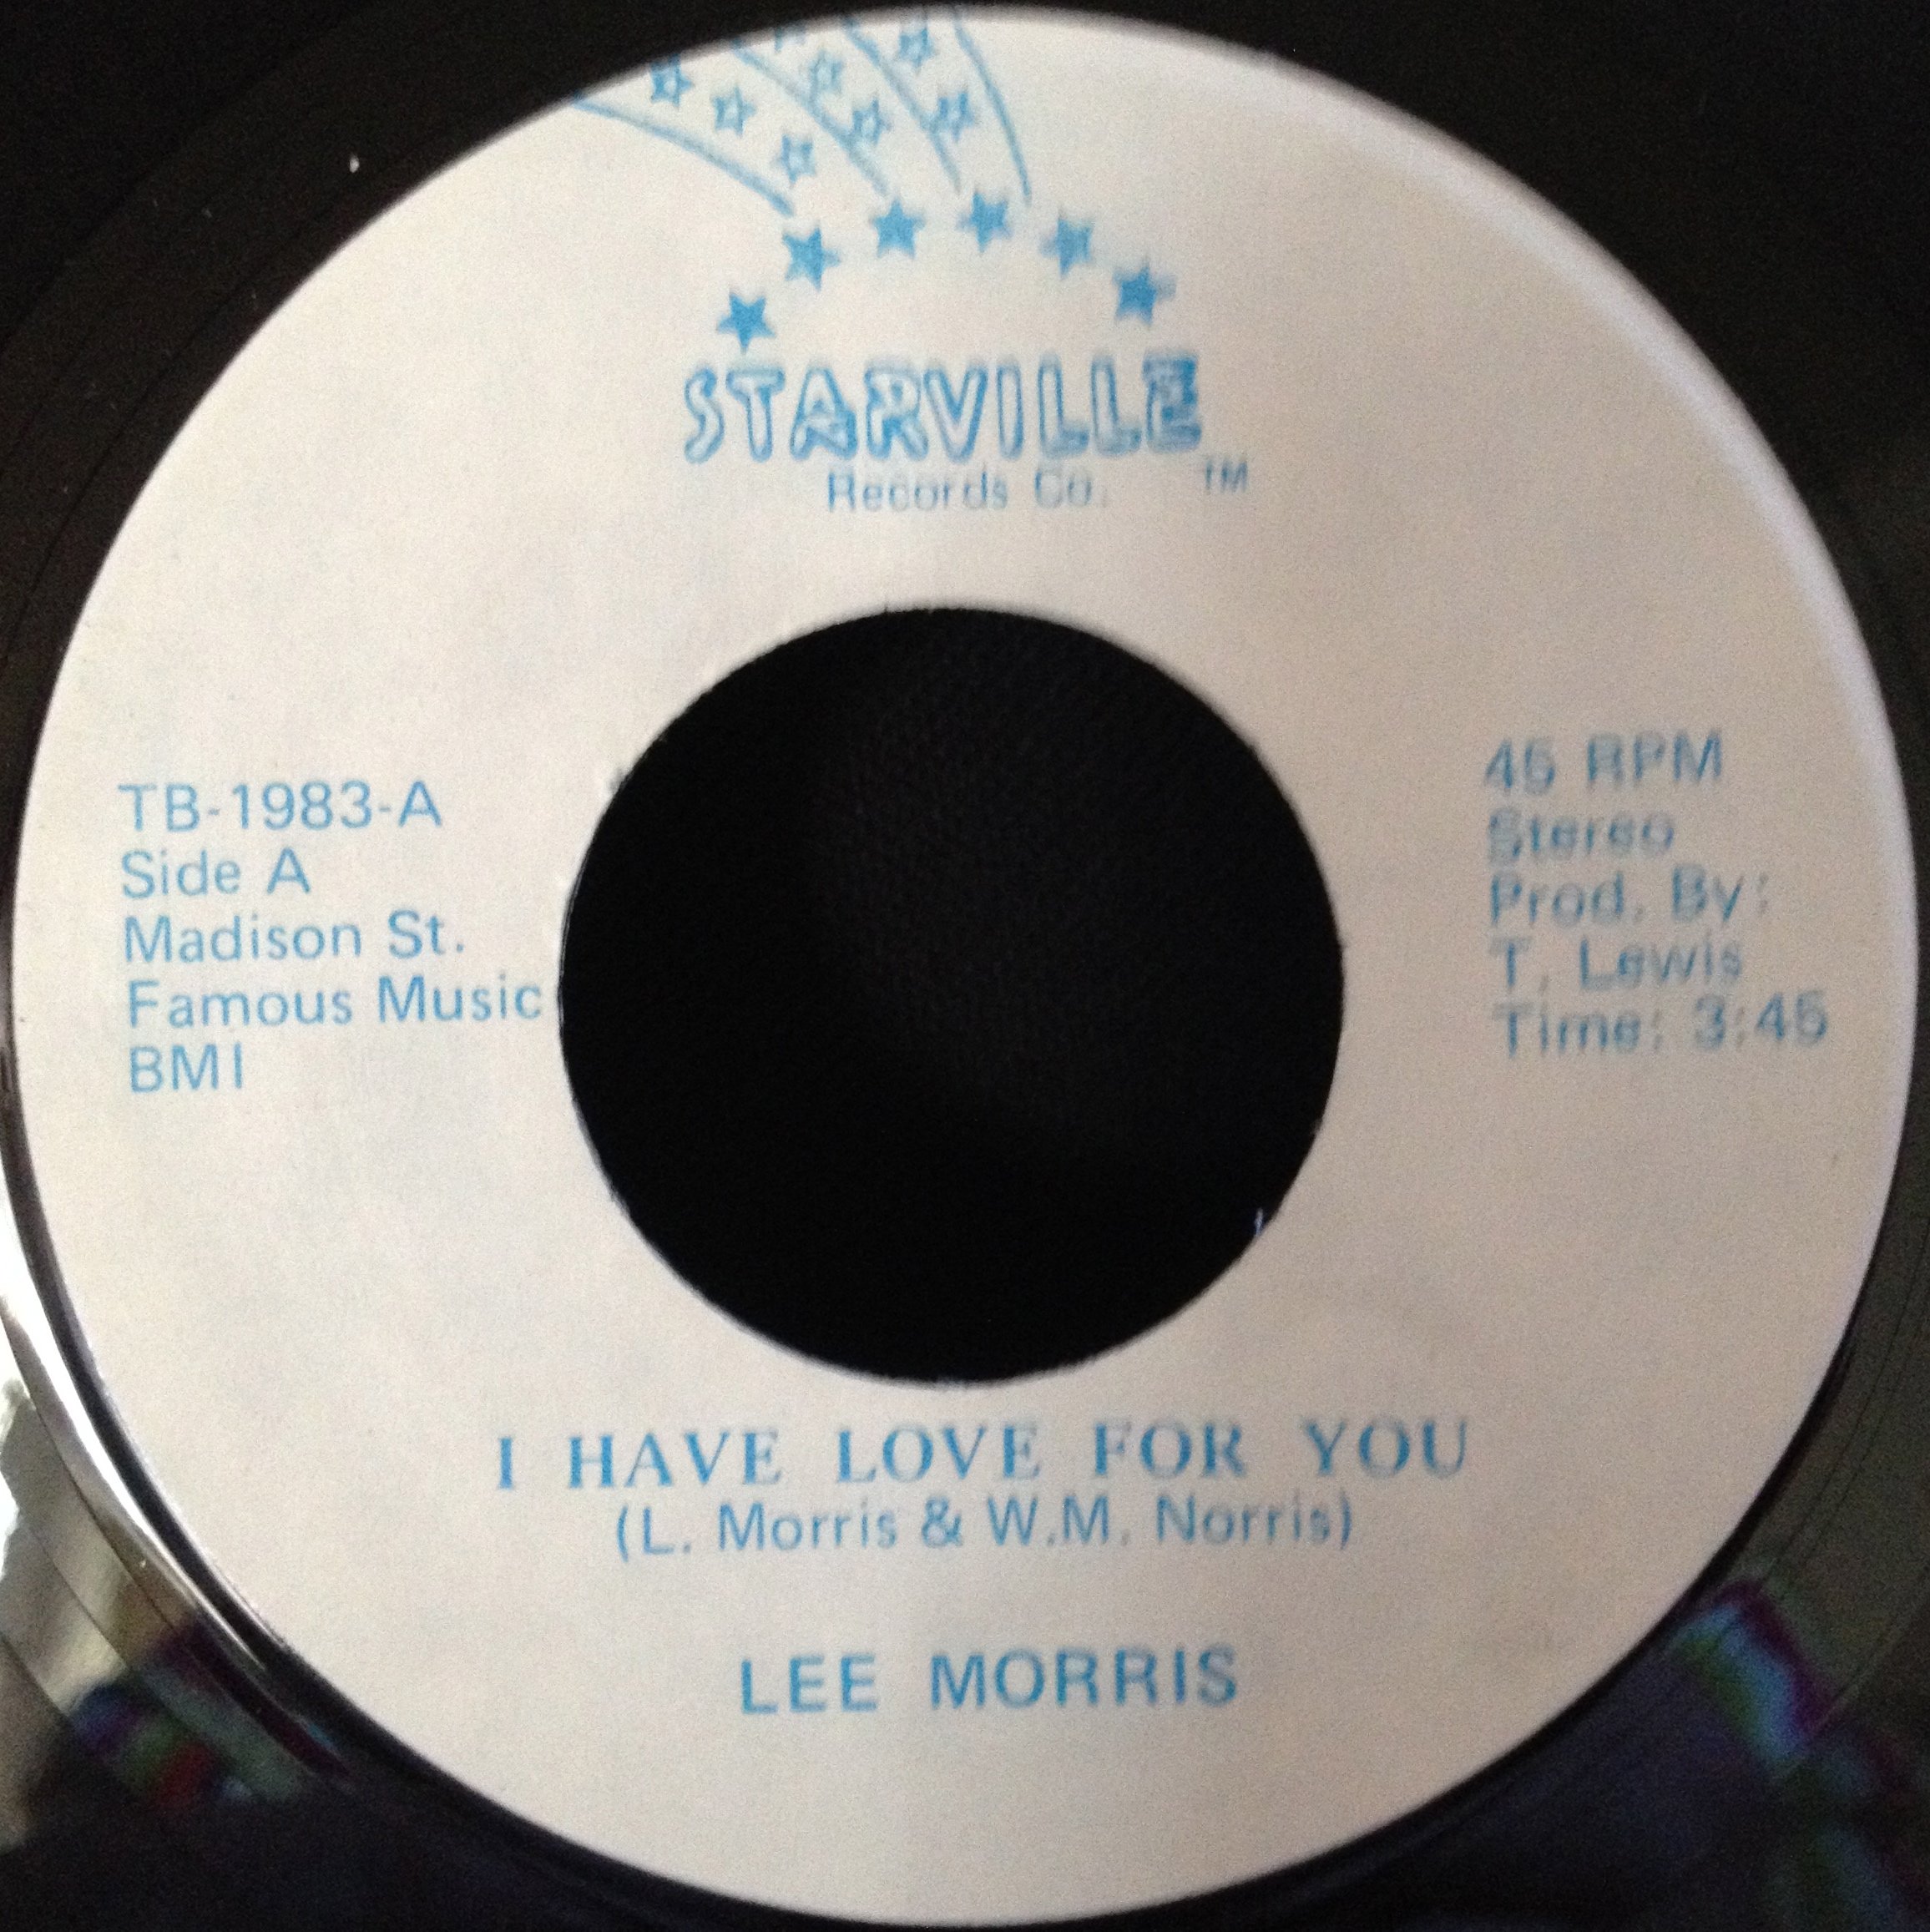 STARVILLE
Records Co. TM
TB-1983-A
Side A
Madison St.
Famous Music
BMI
45 RPM
Stereo
Prod. By:
T. Lewis
Time: 3:45
I HAVE LOVE FOR YOU
(L. Morris & W.M. Norris)
LEE MORRIS